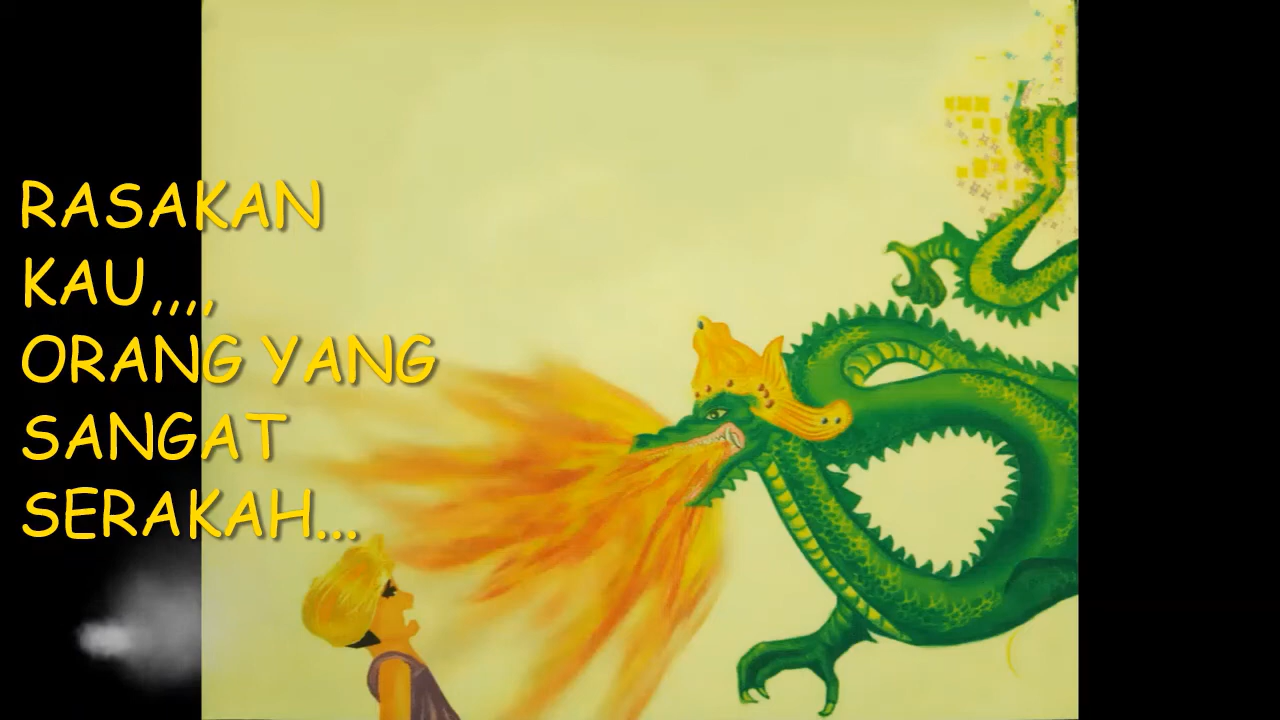 RASAKAN
KAU,,,,
ORANG YANG
SANGAT
SERAKAH...